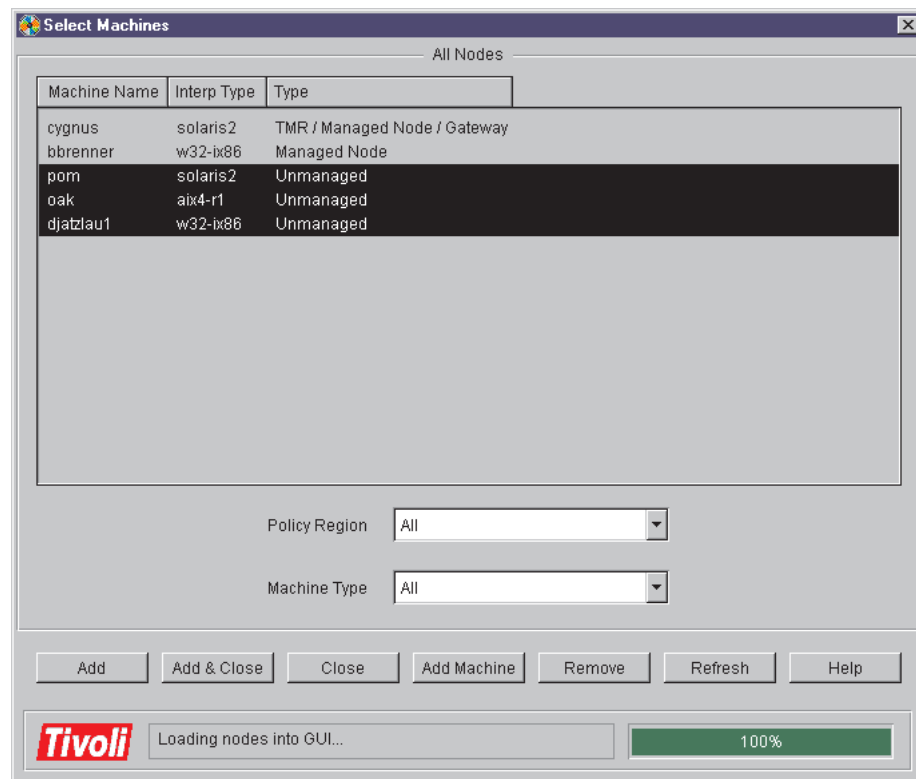 Select Machines
All Nodes
Machine Name Interp Type Type
cygnus solaris2 TMR / Managed Node / Gateway
bbrenner w32-ix86 Managed Node
pom solaris2 Unmanaged
oak aix4-r1 Unmanaged
djatzlau1 w32-ix86 Unmanaged
Policy Region All
Machine Type All
Add Add & Close Close Add Machine Remove Refresh Help
Tivoli Loading nodes into GUI... 100%